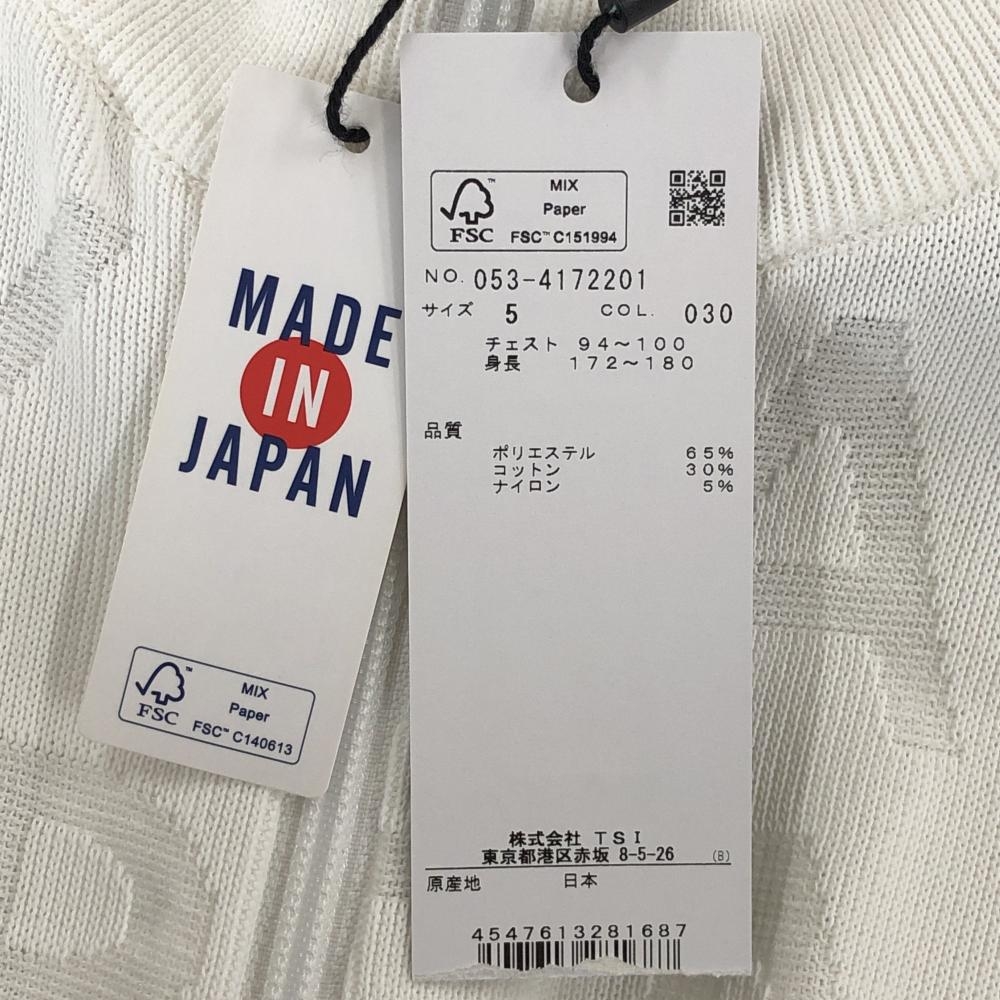 MADE
IN
JAPAN
FSC
MIX
Paper
FSC™ C140613
FSC
MIX
Paper
FSC™ C151994
NO. 053-4172201
サイズ 5 COL. 030
チェスト 94～100
身長 172～180
品質
ポリエステル 65%
コットン 30%
ナイロン 5%
株式会社 TSI
東京都港区赤坂 8-5-26 (B)
原産地 日本
4547613281687